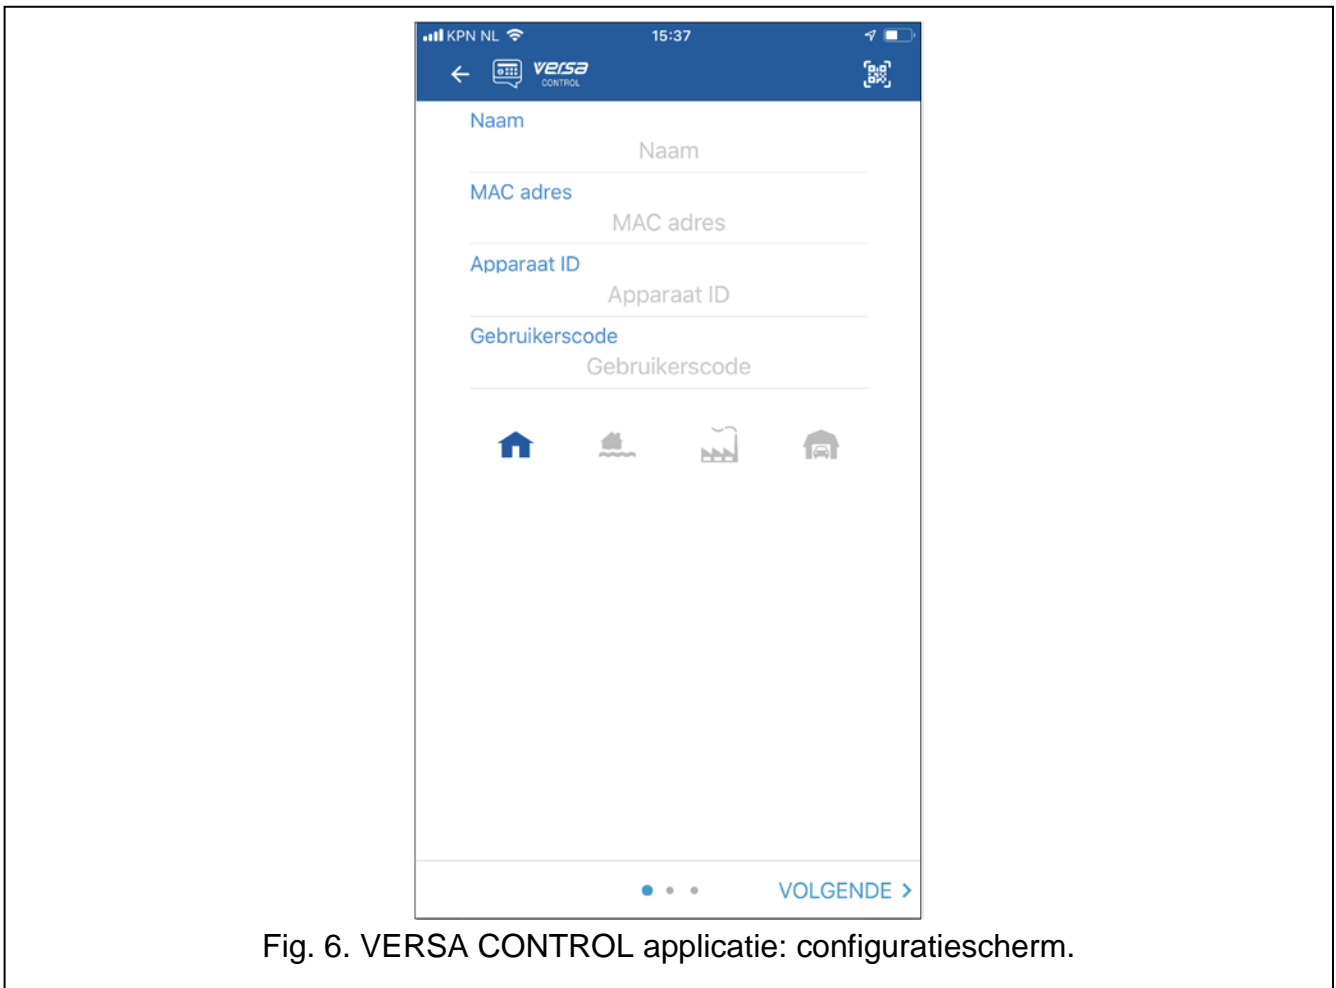 KPN NL 15:37
VERSA
CONTROL
Naam
Naam
MAC adres
MAC adres
Apparaat ID
Apparaat ID
Gebruikerscode
Gebruikerscode
VOLGENDE >
Fig. 6. VERSA CONTROL applicatie: configuratiescherm.